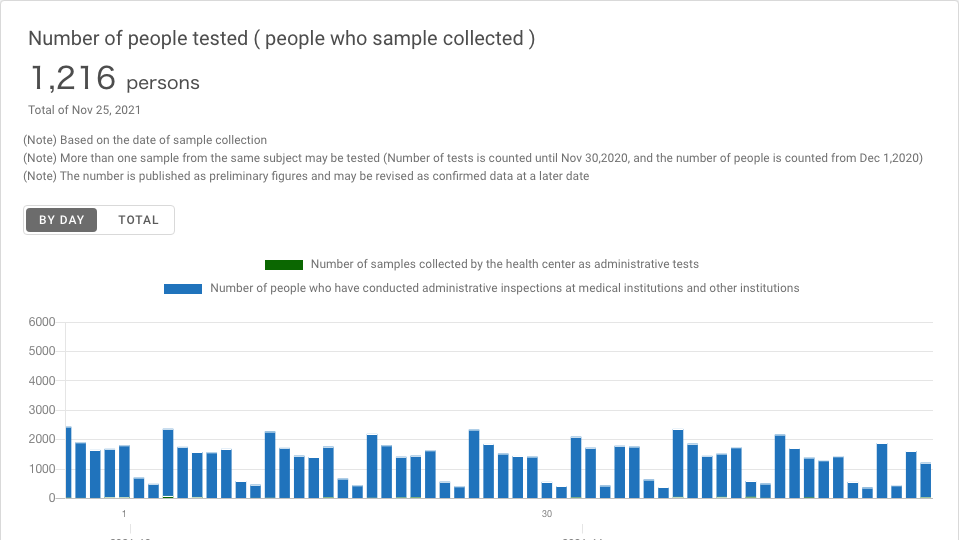 Number of people tested ( people who sample collected )
1,216 persons
Total of Nov 25, 2021
(Note) Based on the date of sample collection
(Note) More than one sample from the same subject may be tested (Number of tests is counted until Nov 30,2020, and the number of people is counted from Dec 1,2020)
(Note) The number is published as preliminary figures and may be revised as confirmed data at a later date
BY DAY TOTAL
Number of samples collected by the health center as administrative tests
Number of people who have conducted administrative inspections at medical institutions and other institutions
6000
5000
4000
3000
2000
1000
0
1 30